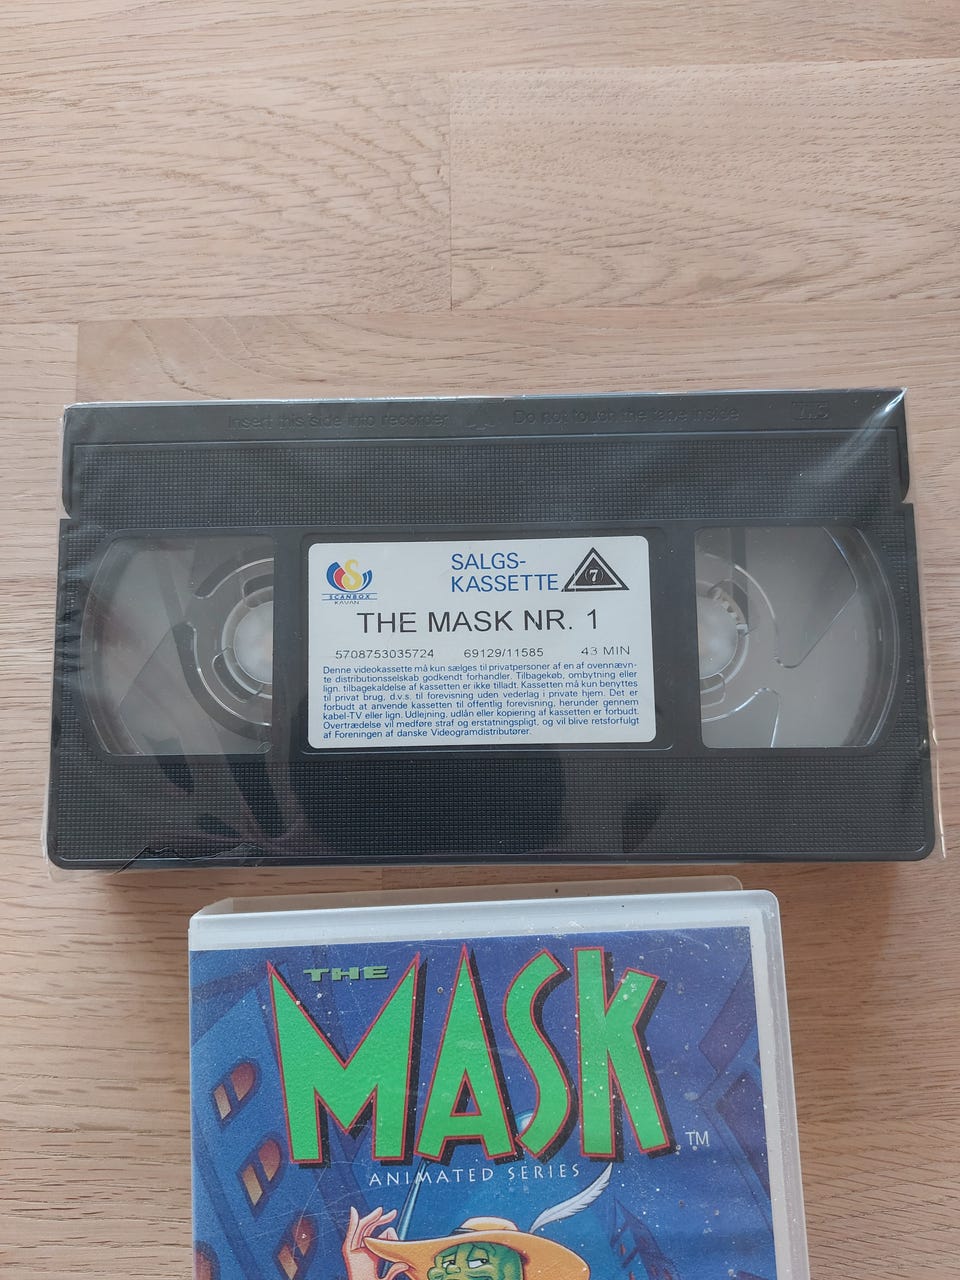 Insert this side into recorder Do not touch the tape inside VHS
SALGS-
KASSETTE 7
SCANBOX
KAVAN
THE MASK NR. 1
5708753035724 69129/11585 43 MIN
Denne videokassette må kun sælges til privatpersoner af en af ovennævn-
te distributionsselskab godkendt forhandler. Tilbagekøb, ombytning eller
lign. tilbagekaldelse af kassetten er ikke tilladt. Kassetten må kun benyttes
til privat brug, d.v.s. til forevisning uden vederlag i private hjem. Det er
forbudt at anvende kassetten til offentlig forevisning, herunder gennem
kabel-TV eller lign. Udlejning, udlån eller kopiering af kassetten er forbudt.
Overtrædelse vil medføre straf og erstatningspligt, og vil blive retsforfulgt
af Foreningen af danske Videogramdistributører.
THE
MASK
TM
ANIMATED SERIES